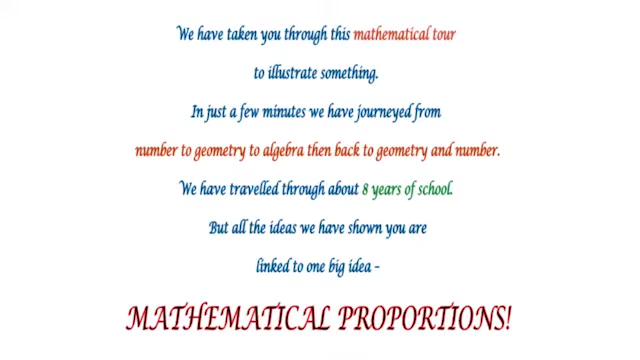 We have taken you through this mathematical tour
to illustrate something.
In just a few minutes we have journeyed from
number to geometry to algebra then back to geometry and number.
We have travelled through about 8 years of school.
But all the ideas we have shown you are
linked to one big idea -
MATHEMATICAL PROPORTIONS!